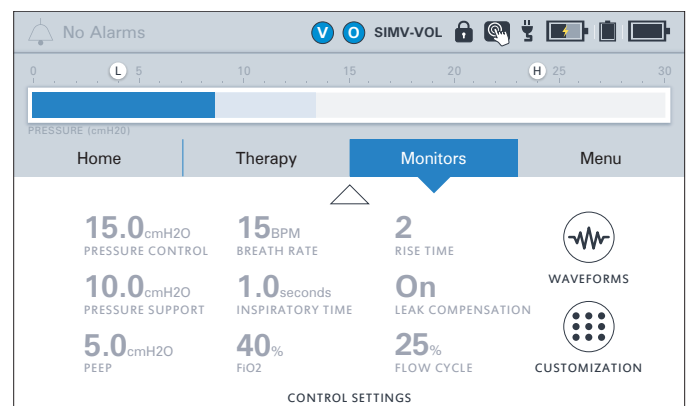 No Alarms V O SIMV-VOL
0 L 5 10 15 20 H 25 30
PRESSURE (cmH20)
Home Therapy Monitors Menu
15.0cmH2O 15BPM 2
PRESSURE CONTROL BREATH RATE RISE TIME
WAVEFORMS
10.0cmH2O 1.0seconds On
PRESSURE SUPPORT INSPIRATORY TIME LEAK COMPENSATION
5.0cmH2O 40% 25%
PEEP FiO2 FLOW CYCLE CUSTOMIZATION
CONTROL SETTINGS